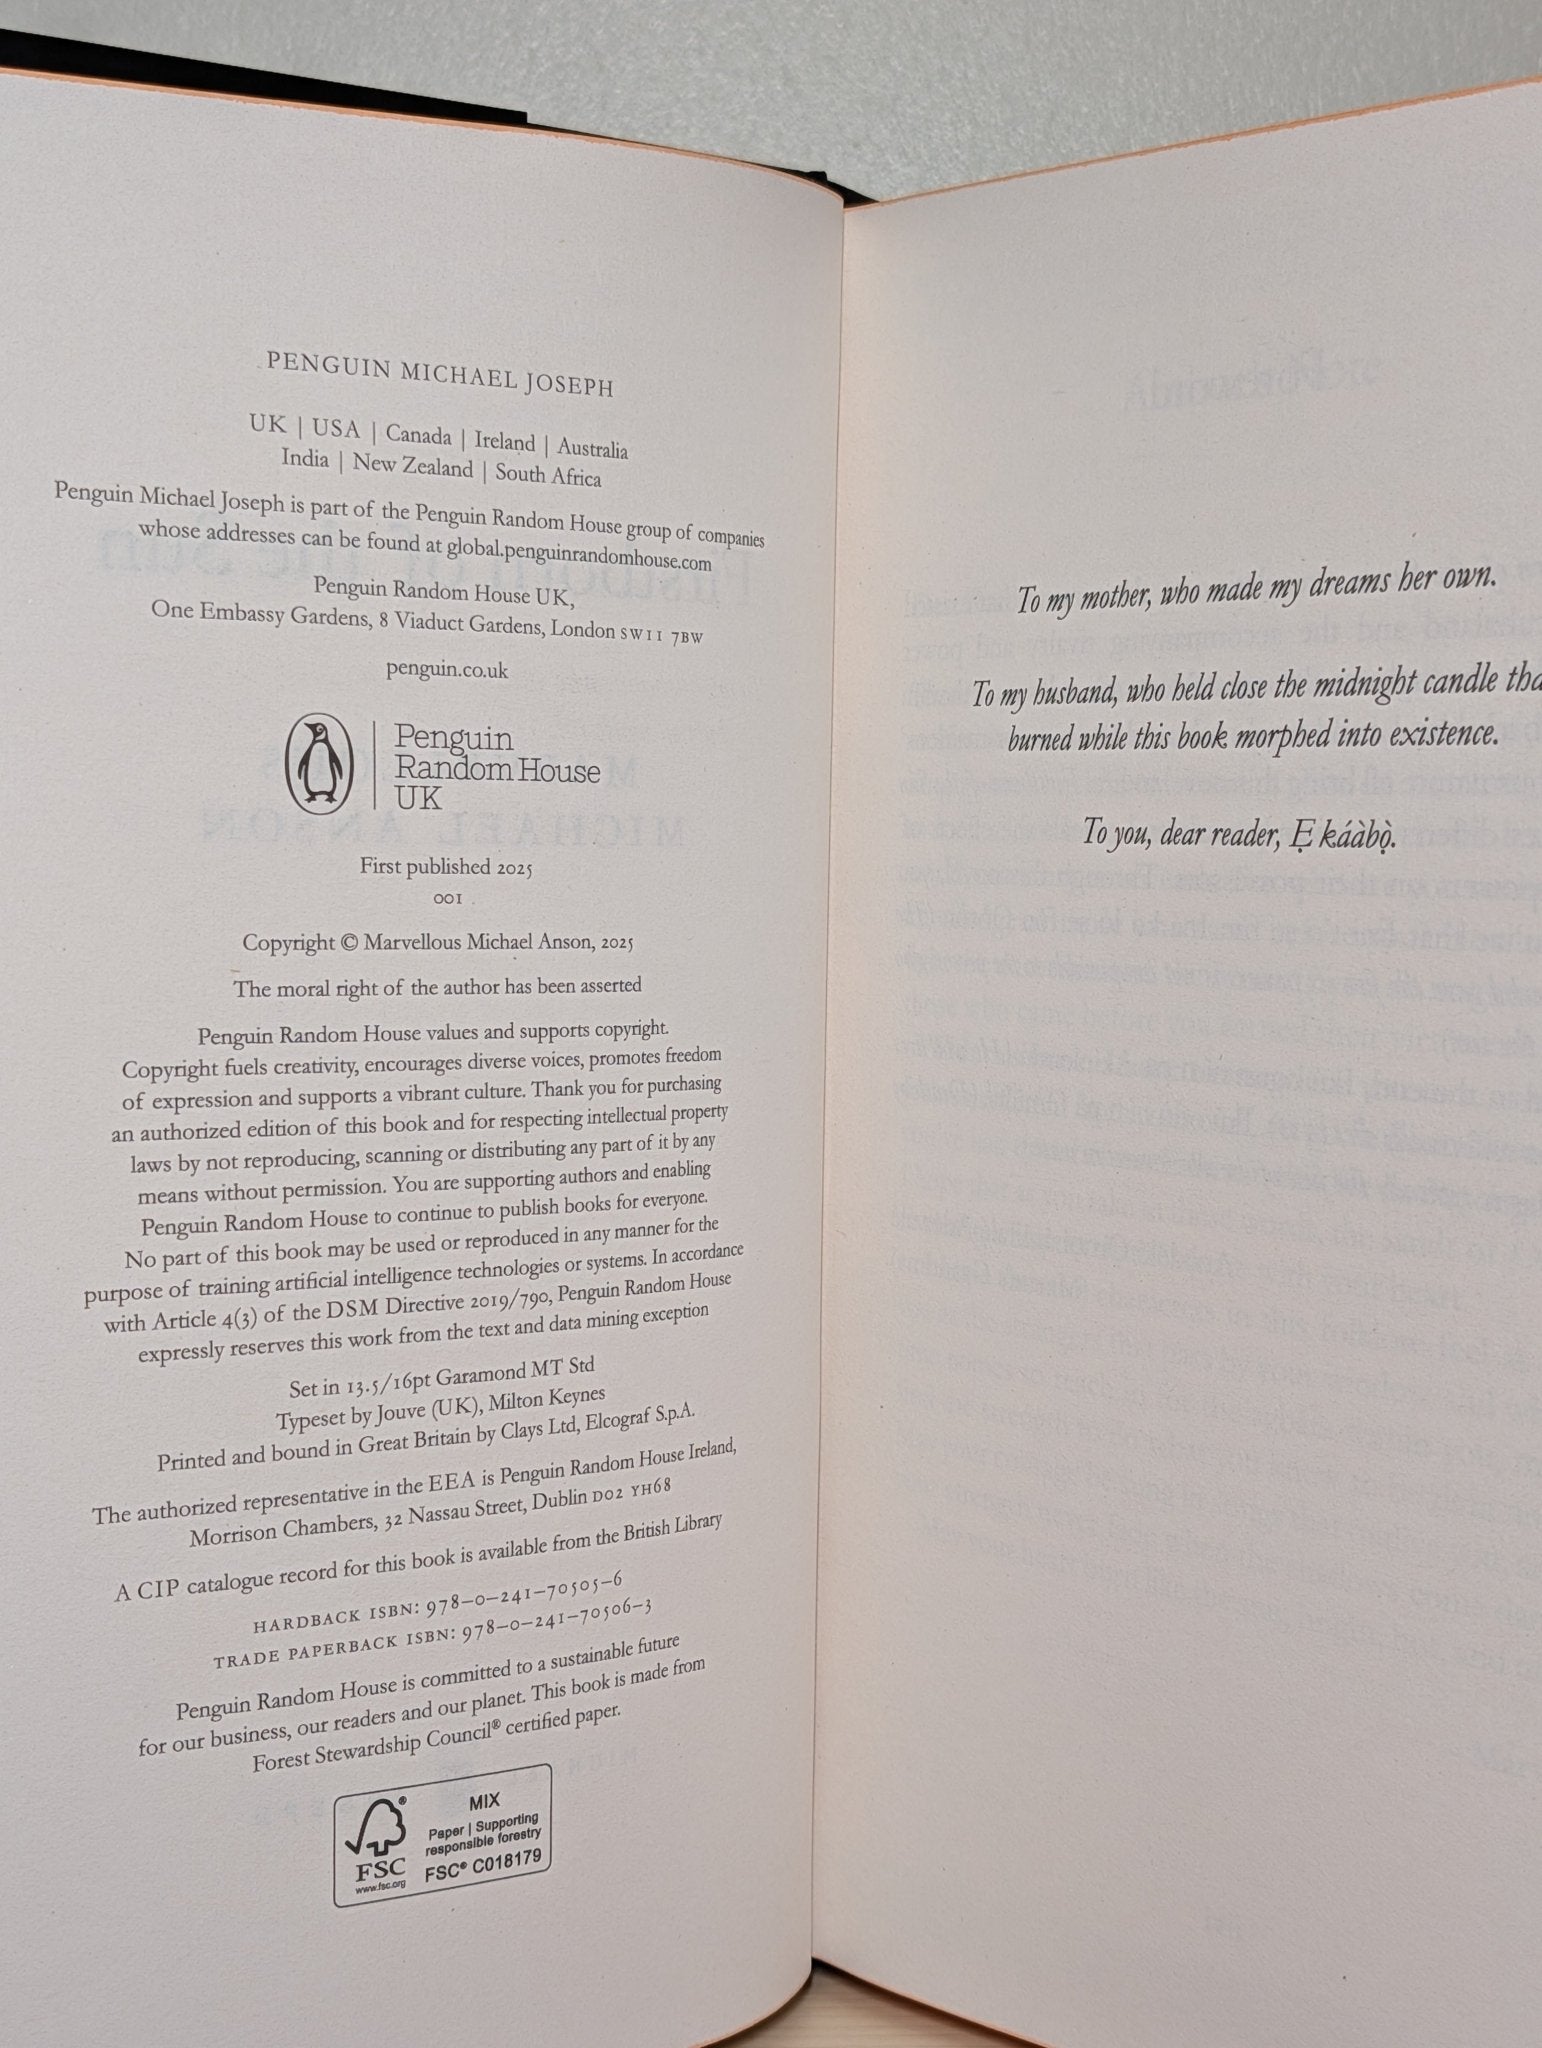 PENGUIN MICHAEL JOSEPH
UK | USA | Canada | Ireland | Australia
India | New Zealand | South Africa
Penguin Michael Joseph is part of the Penguin Random House group of companies
whose addresses can be found at global.penguinrandomhouse.com
Penguin Random House UK,
One Embassy Gardens, 8 Viaduct Gardens, London SW11 7BW
penguin.co.uk
Penguin
Random House
UK
First published 2025
001
Copyright © Marvellous Michael Anson, 2025
The moral right of the author has been asserted
Penguin Random House values and supports copyright.
Copyright fuels creativity, encourages diverse voices, promotes freedom
of expression and supports a vibrant culture. Thank you for purchasing
an authorized edition of this book and for respecting intellectual property
laws by not reproducing, scanning or distributing any part of it by any
means without permission. You are supporting authors and enabling
Penguin Random House to continue to publish books for everyone.
No part of this book may be used or reproduced in any manner for the
purpose of training artificial intelligence technologies or systems. In accordance
with Article 4(3) of the DSM Directive 2019/790, Penguin Random House
expressly reserves this work from the text and data mining exception
Set in 13.5/16pt Garamond MT Std
Typeset by Jouve (UK), Milton Keynes
Printed and bound in Great Britain by Clays Ltd, Elcograf S.p.A.
The authorized representative in the EEA is Penguin Random House Ireland,
Morrison Chambers, 32 Nassau Street, Dublin D02 YH68
A CIP catalogue record for this book is available from the British Library
HARDBACK ISBN: 978–0–241–70505–6
TRADE PAPERBACK ISBN: 978–0–241–70506–3
Penguin Random House is committed to a sustainable future
for our business, our readers and our planet. This book is made from
Forest Stewardship Council® certified paper.
FSC
www.fsc.org
MIX
Paper | Supporting
responsible forestry
FSC® C018179
To my mother, who made my dreams her own.
To my husband, who held close the midnight candle tha
burned while this book morphed into existence.
To you, dear reader, Ẹ káàbọ̀.